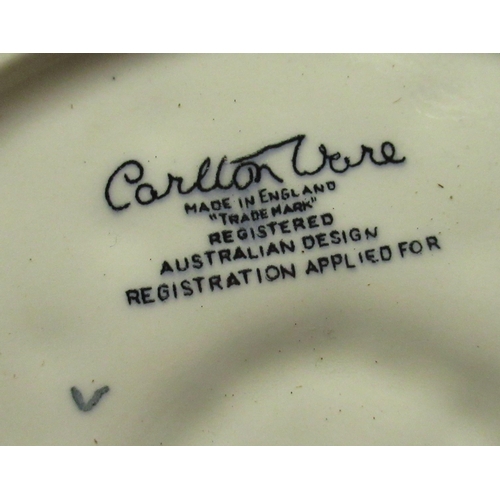 Carlton Ware
MADE IN ENGLAND
"TRADE MARK"
REGISTERED
AUSTRALIAN DESIGN
REGISTRATION APPLIED FOR